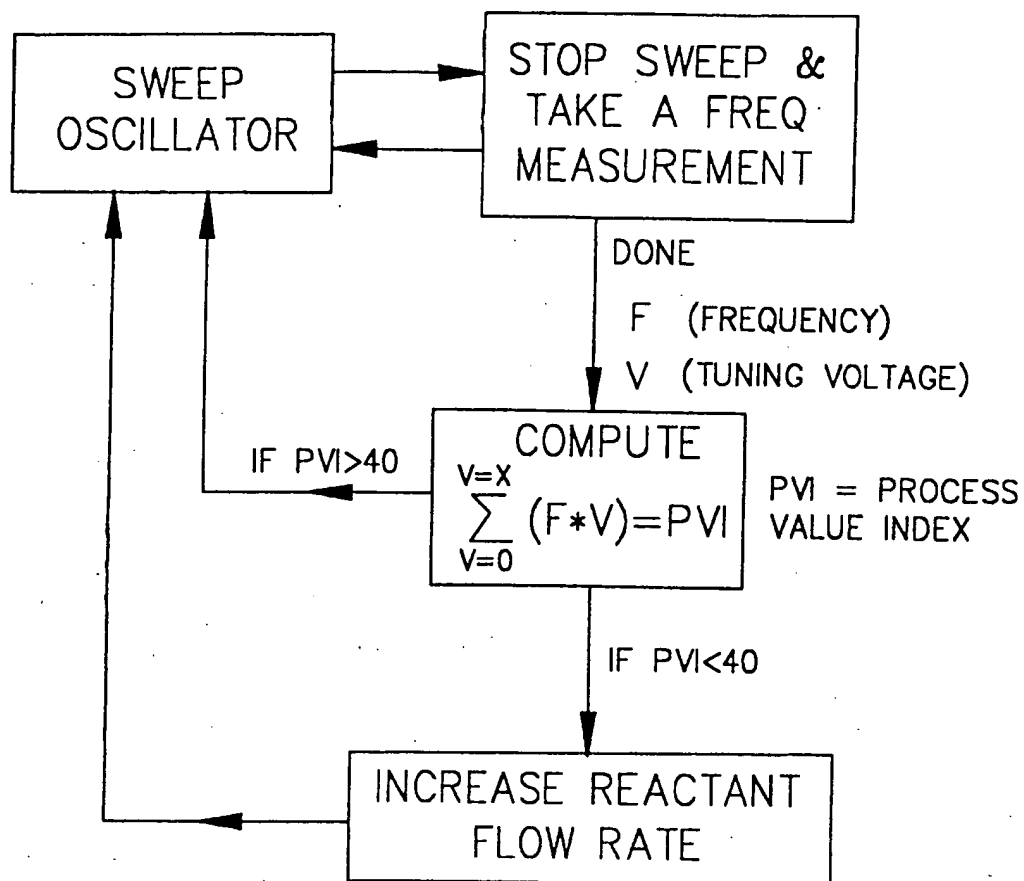 SWEEP
OSCILLATOR
STOP SWEEP &
TAKE A FREQ
MEASUREMENT
DONE
F (FREQUENCY)
V (TUNING VOLTAGE)
COMPUTE
V=X
∑ (F*V)=PVI
V=0
IF PVI>40
PVI = PROCESS
VALUE INDEX
IF PVI<40
INCREASE REACTANT
FLOW RATE